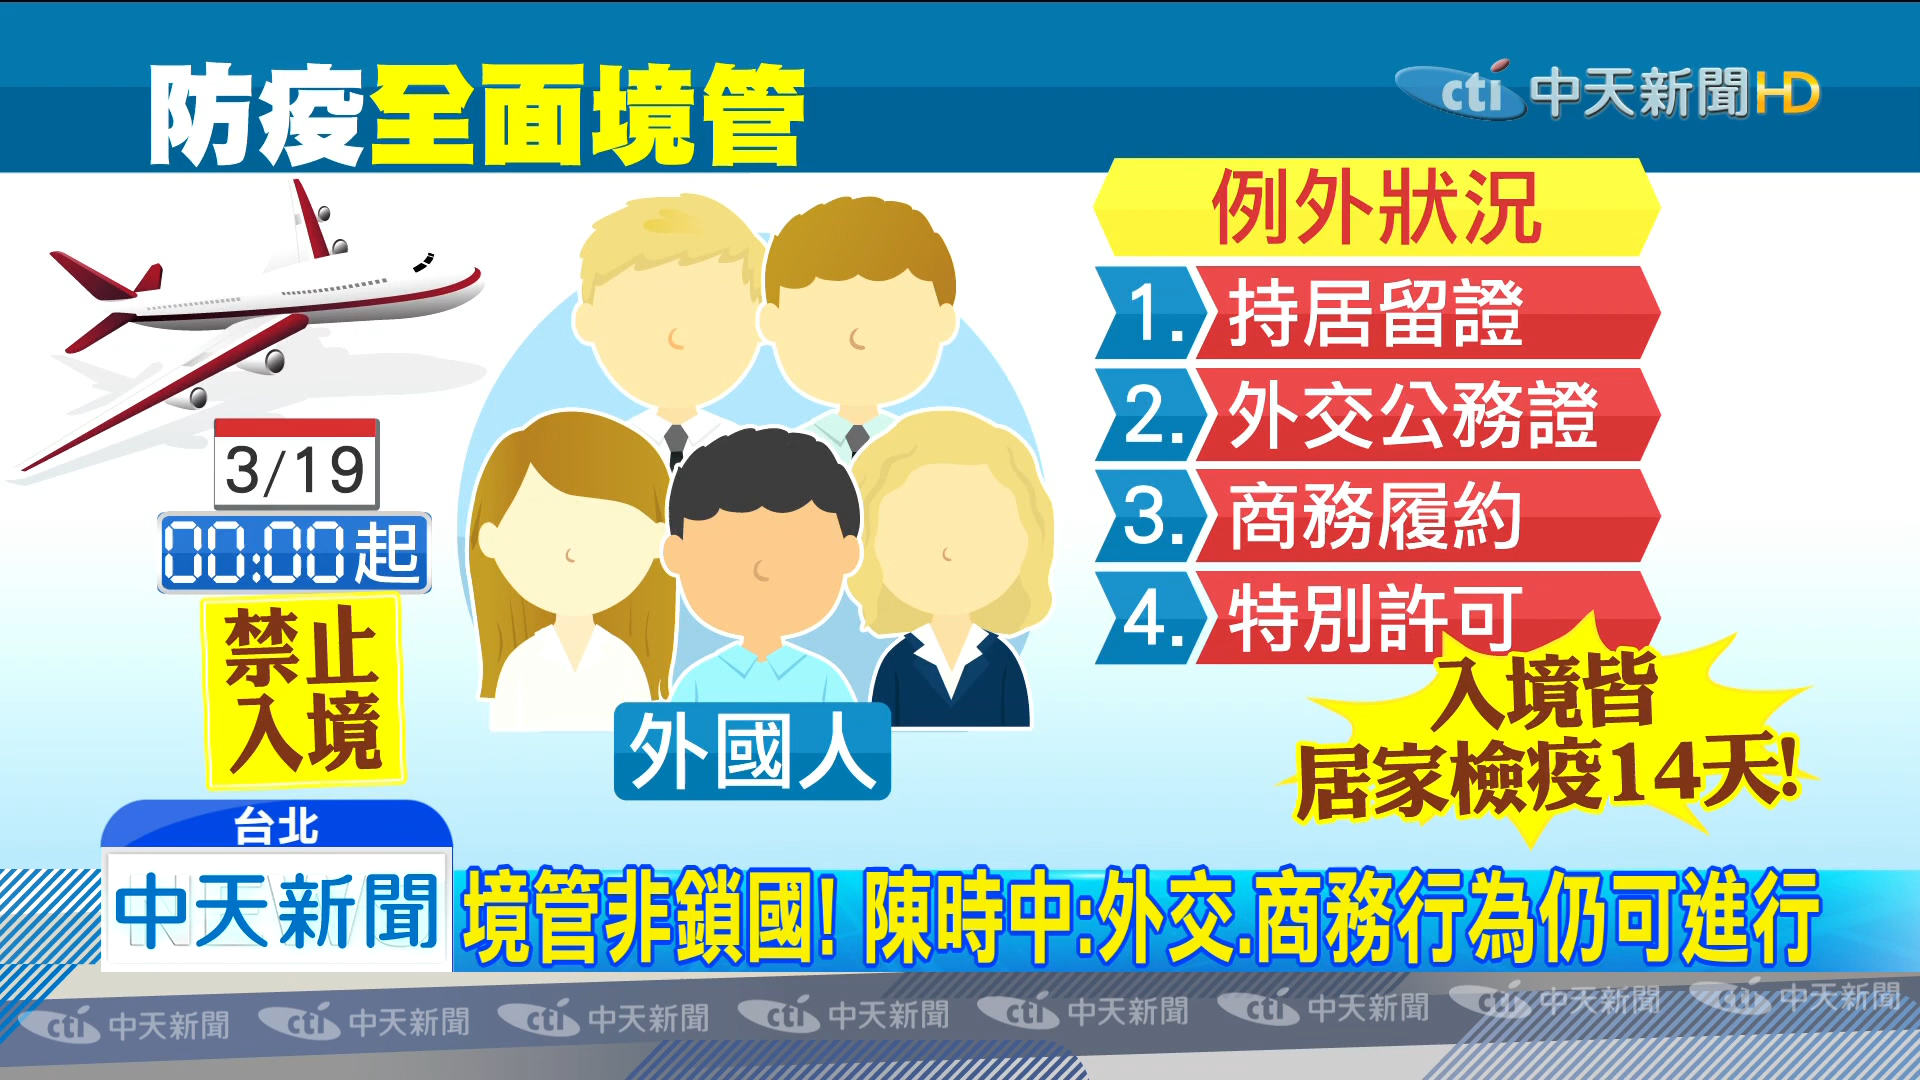 防疫全面境管
cti 中天新聞HD
例外狀況
1. 持居留證
2. 外交公務證
3. 商務履約
4. 特別許可
入境皆
居家檢疫14天!
3/19
00:00起
禁止
入境
外國人
台北
中天新聞
境管非鎖國! 陳時中:外交.商務行為仍可進行
cti 中天新聞 cti 中天新聞 cti 中天新聞 cti 中天新聞 cti 中天新聞 cti 中天新聞 cti 中天新聞 cti 中天新聞